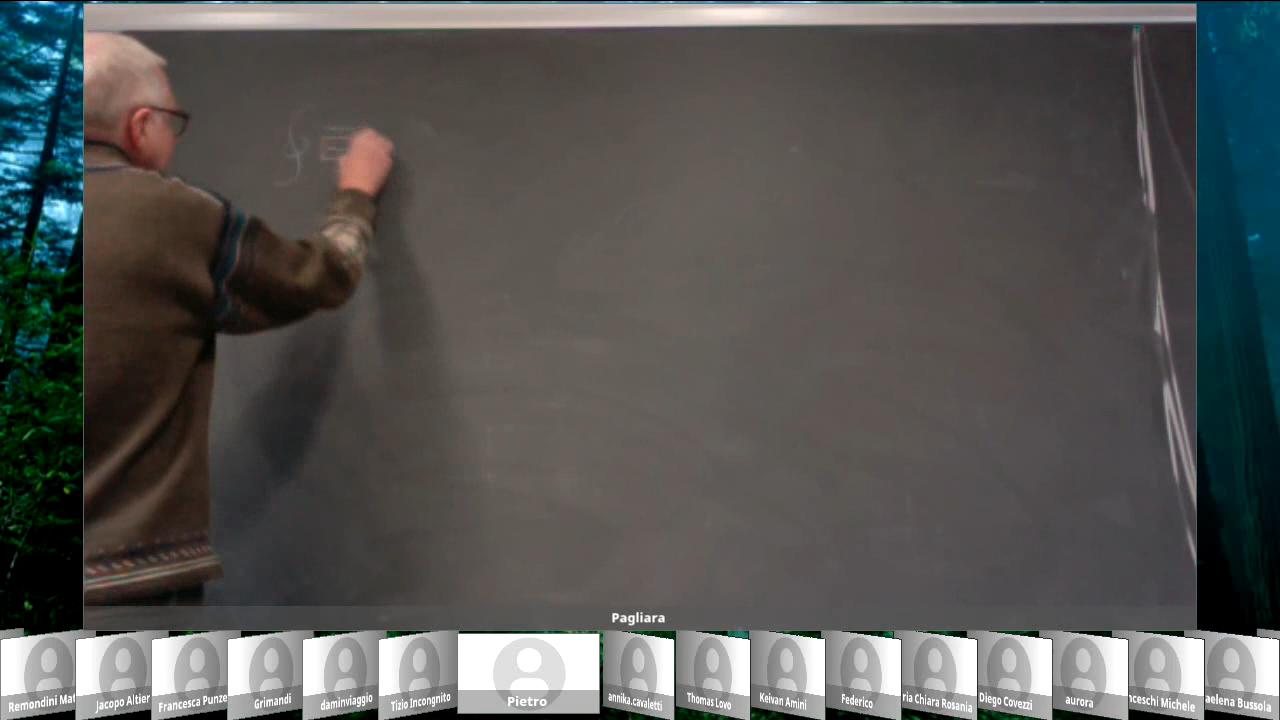 Pagliara
Remondini Mat
Jacopo Altier
Francesca Punze
Grimandi
daminviaggio
Tizio Incongnito
Pietro
annika.cavaletti
Thomas Lovo
Keivan Amini
Federico
ria Chiara Rosania
Diego Covezzi
aurora
nceschi Michele
aelena Bussola